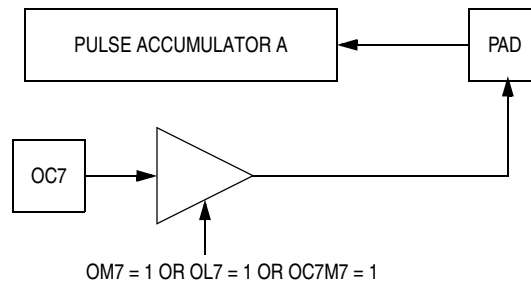 PULSE ACCUMULATOR A
PAD
OC7
OM7 = 1 OR OL7 = 1 OR OC7M7 = 1